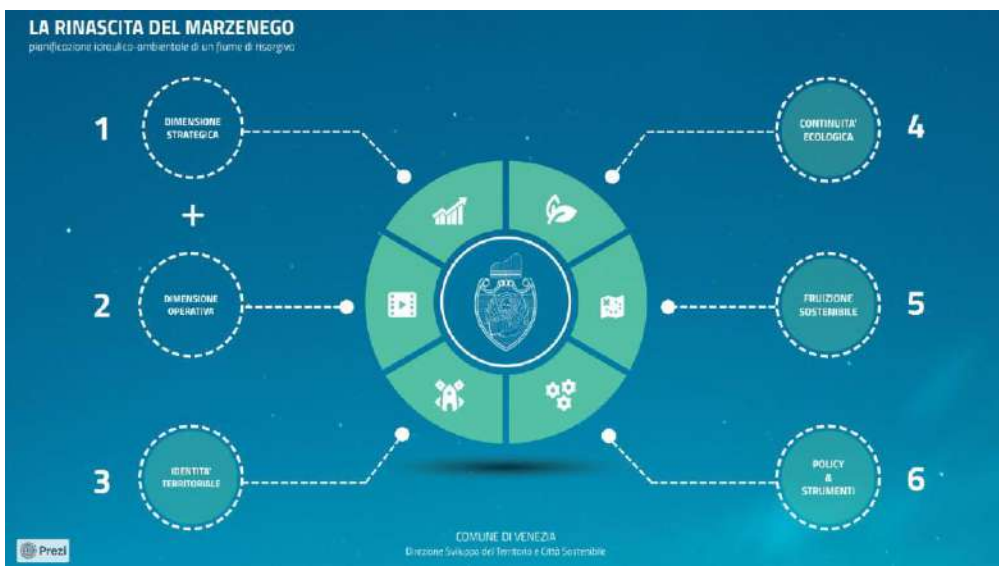 LA RINASCITA DEL MARZENEGO
pianificazione idraulico-ambientale di un fiume di risorgiva
1
DIMENSIONE
STRATEGICA
+
2
DIMENSIONE
OPERATIVA
3
IDENTITA'
TERRITORIALE
CONTINUITA'
ECOLOGICA
4
FRUIZIONE
SOSTENIBILE
5
POLICY
&
STRUMENTI
6
COMUNE DI VENEZIA
Direzione Sviluppo del Territorio e Città Sostenibile
Prezi